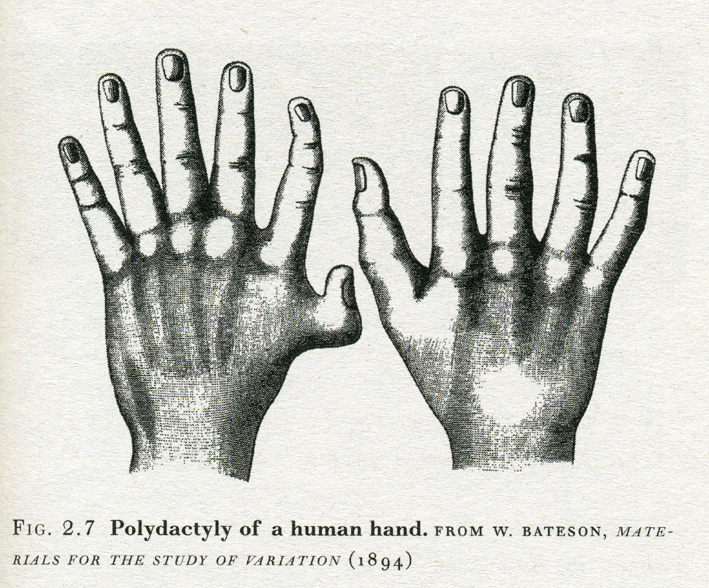 FIG. 2.7 Polydactyly of a human hand. FROM W. BATESON, MATE-
RIALS FOR THE STUDY OF VARIATION (1894)